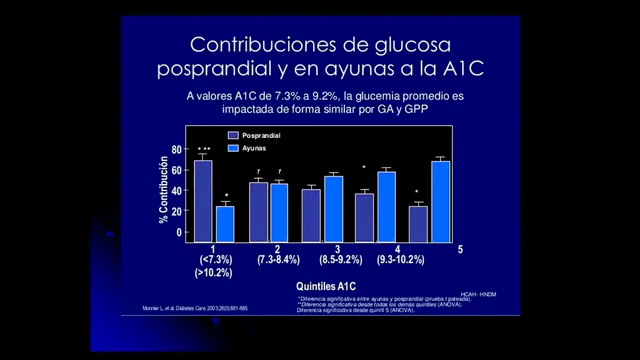 Contribuciones de glucosa
posprandial y en ayunas a la A1C
A valores A1C de 7.3% a 9.2%, la glucemia promedio es
impactada de forma similar por GA y GPP
Posprandial
Ayunas
% Contribución
80
60
40
20
0
* **
*
†
†
*
*
1
2
3
4
5
(<7.3%)
(7.3-8.4%)
(8.5-9.2%)
(9.3-10.2%)
(>10.2%)
Quintiles A1C
HCAH- HNDM
*Diferencia significativa entre ayunas y posprandial (prueba t pareada).
**Diferencia significativa desde todos los demás quintiles (ANOVA).
Diferencia significativa desde quintil 5 (ANOVA).
Monnier L. et al. Diabetes Care. 2003;26(3):881-885.